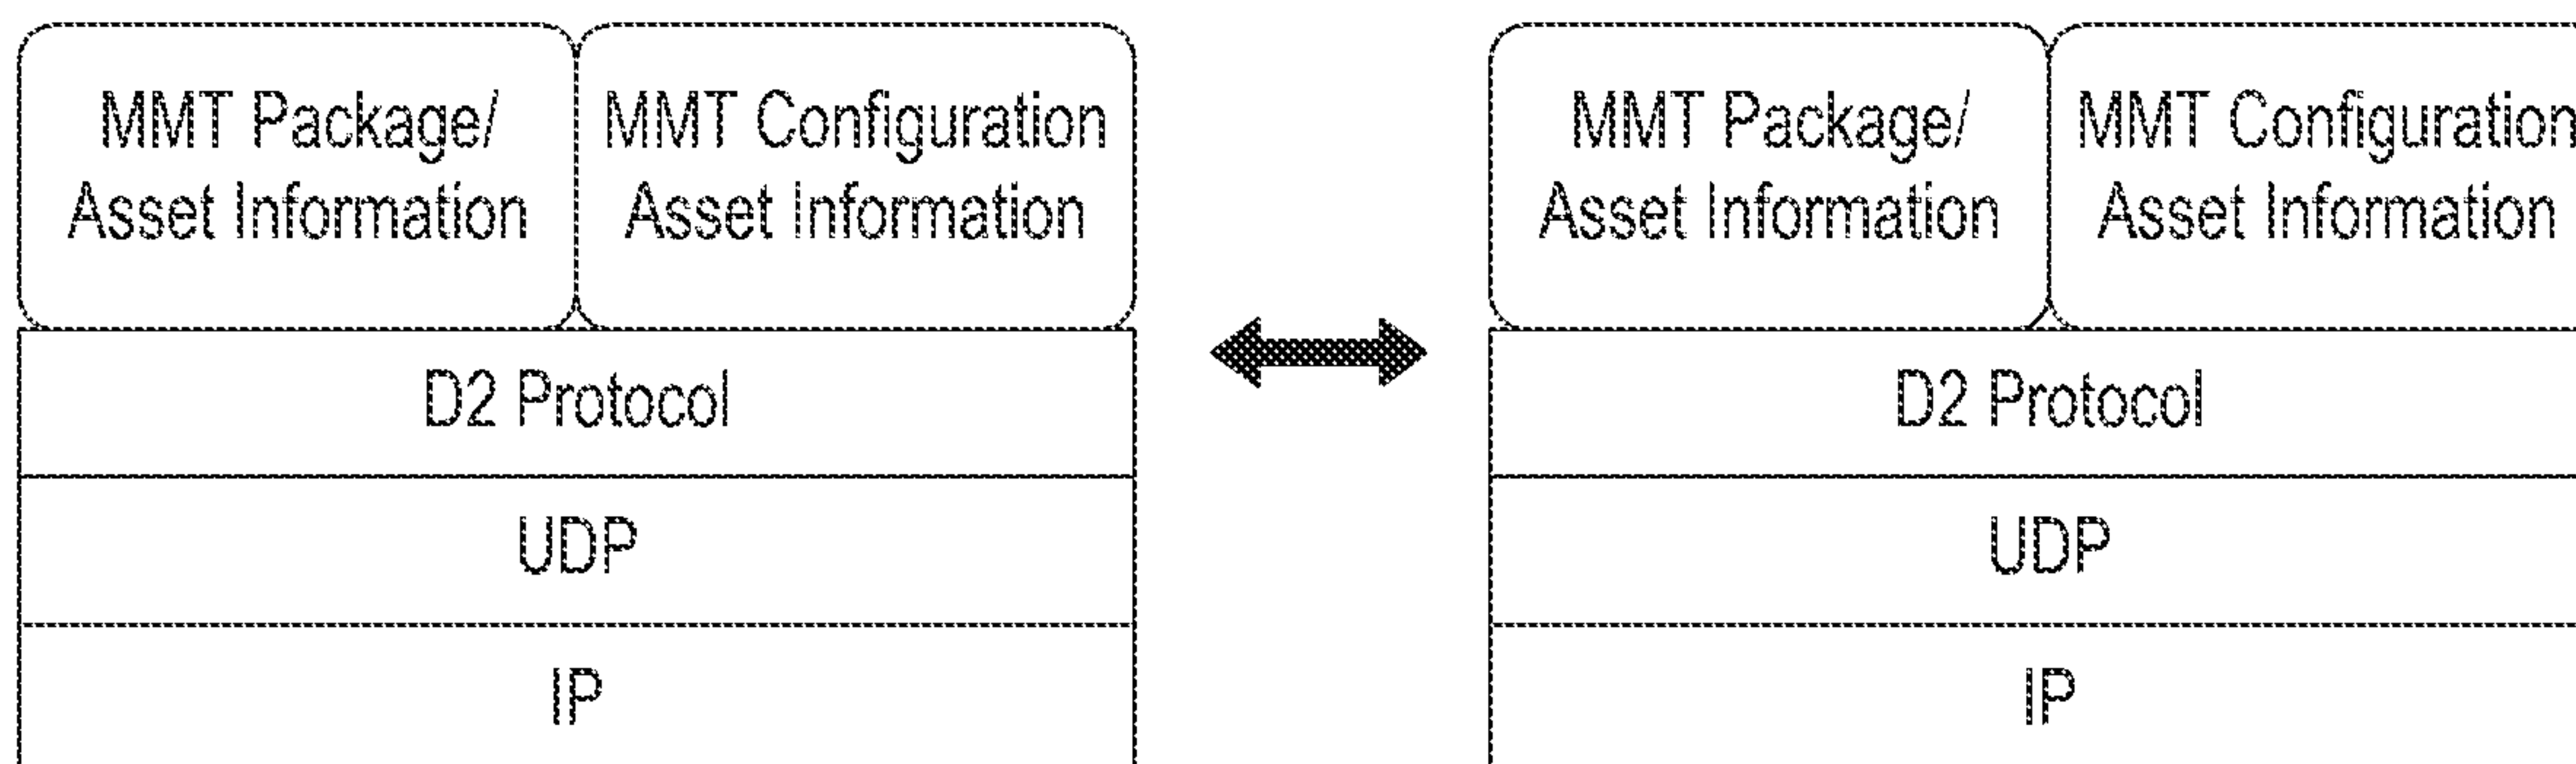 MMT Package/
Asset Information
MMT Configuration
Asset Information
D2 Protocol
UDP
IP
MMT Package/
Asset Information
MMT Configuration
Asset Information
D2 Protocol
UDP
IP